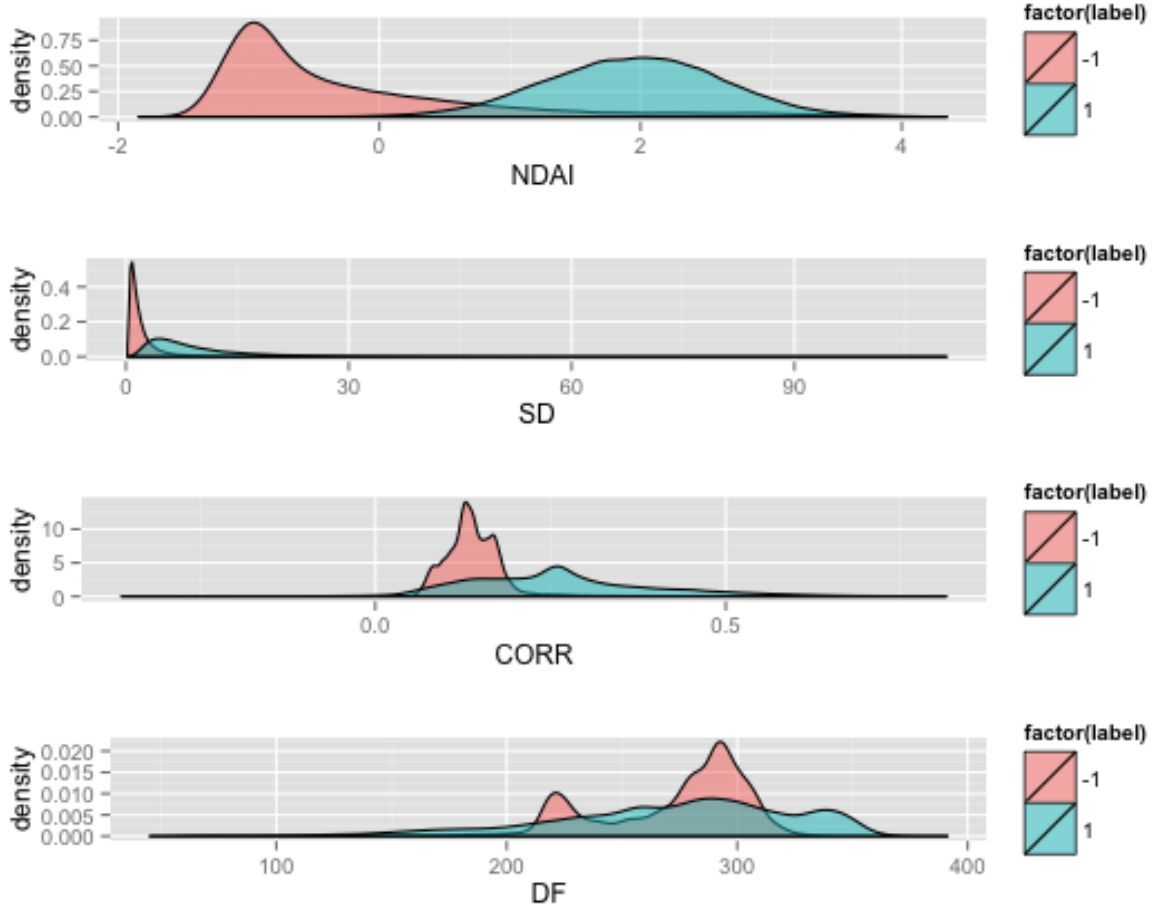 factor(label)
density
0.75
0.50
0.25
0.00
-1
1
-2 0 2 4
NDAI
factor(label)
density
0.4
0.2
0.0
-1
1
0 30 60 90
SD
factor(label)
density
10
5
0
-1
1
0.0 0.5
CORR
factor(label)
density
0.020
0.015
0.010
0.005
0.000
-1
1
100 200 300 400
DF